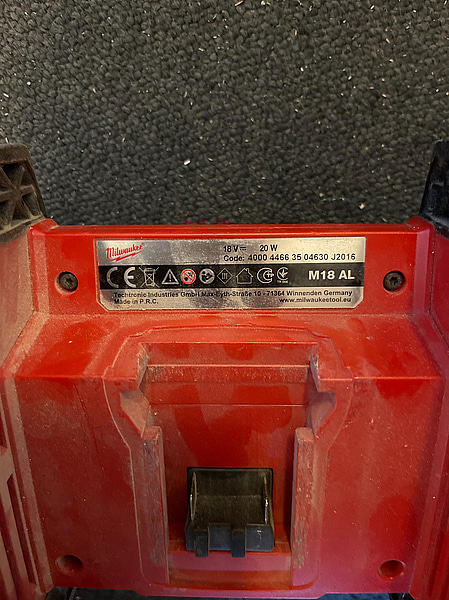 Milwaukee
18 V 20 W
Code: 4000 4466 35 04630 J2016
CE M18 AL
Techtronic Industries GmbH Max-Eyth-Straße 10 - 71364 Winnenden Germany
Made in P.R.C. www.milwaukeetool.eu